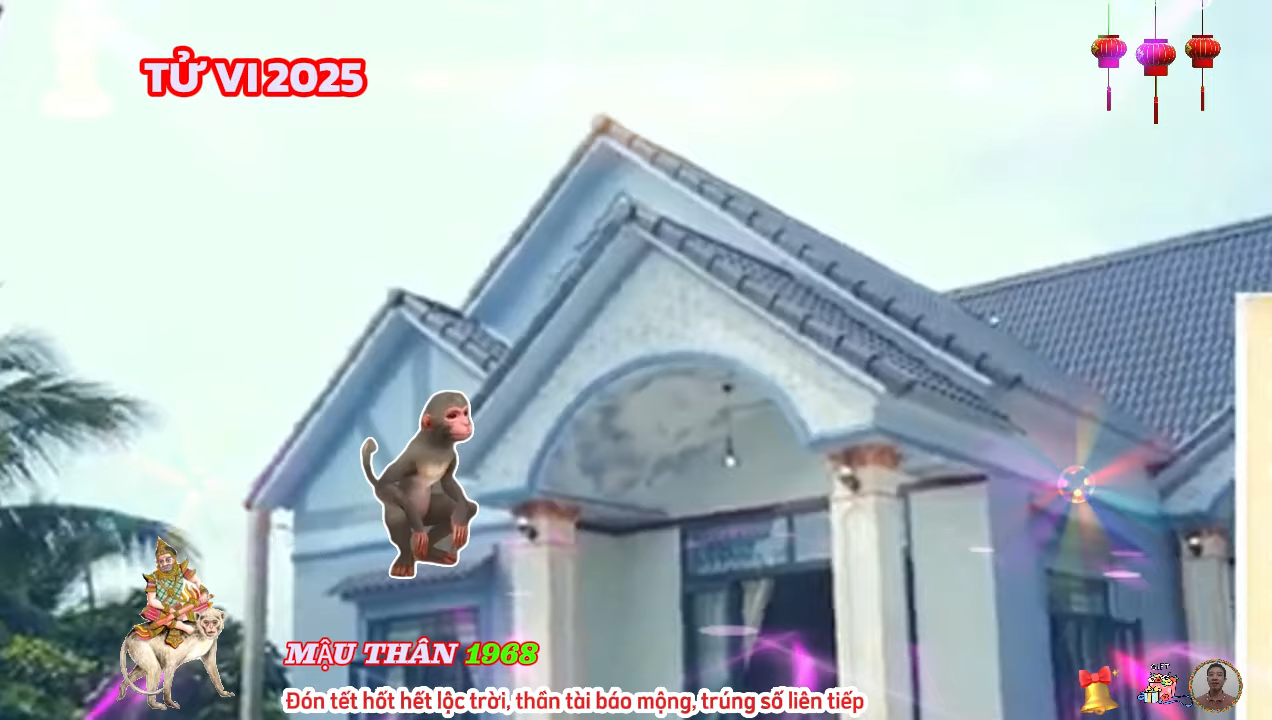 TỬ VI 2025
GIFT
MẬU THÂN 1968
Đón tết hốt hết lộc trời, thần tài báo mộng, trúng số liên tiếp